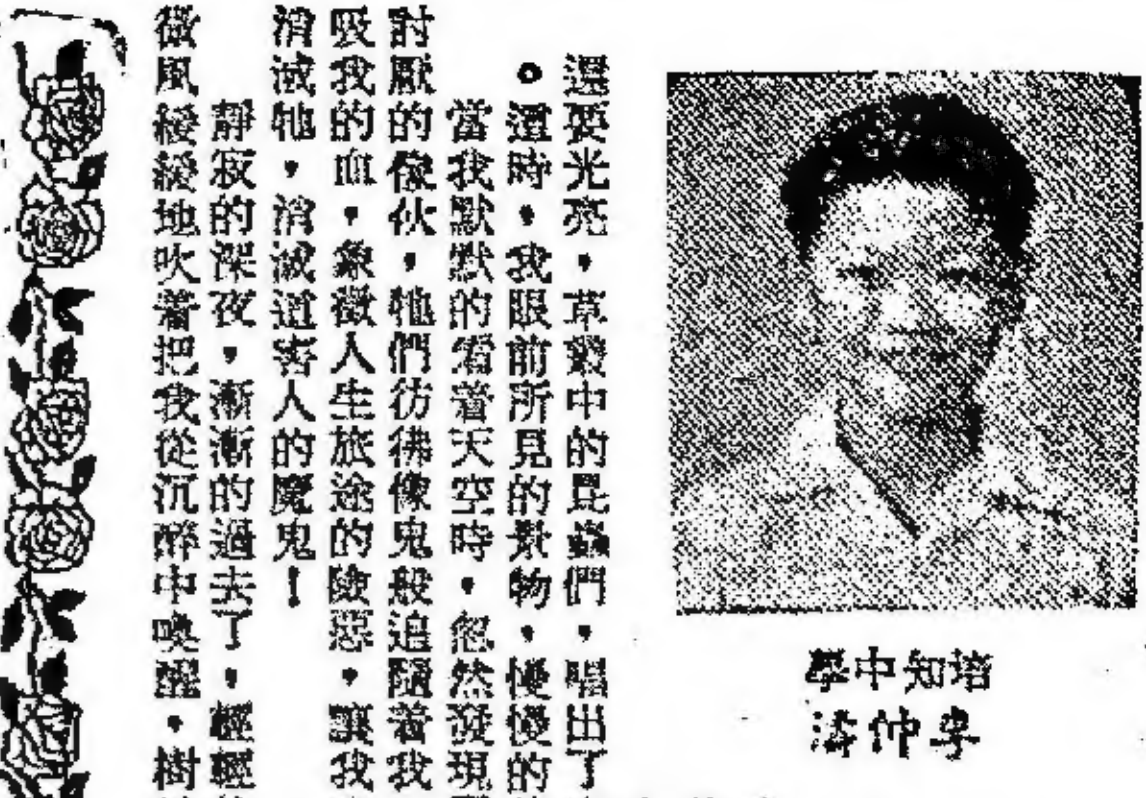 還要光亮，草叢中的昆蟲們，唱出了
。這時，我眼前所見的景物，慢慢的
當我默默的看着天空時，忽然發現
討厭的像伙，牠們彷彿像鬼般追隨着我
吸我的血，象徵人生旅途的險惡，讓我
消滅牠，消滅這害人的魔鬼！
靜寂的深夜，漸漸的過去了，輕輕
微風緩緩地吹着把我從沉醉中喚醒，樹
學中知培